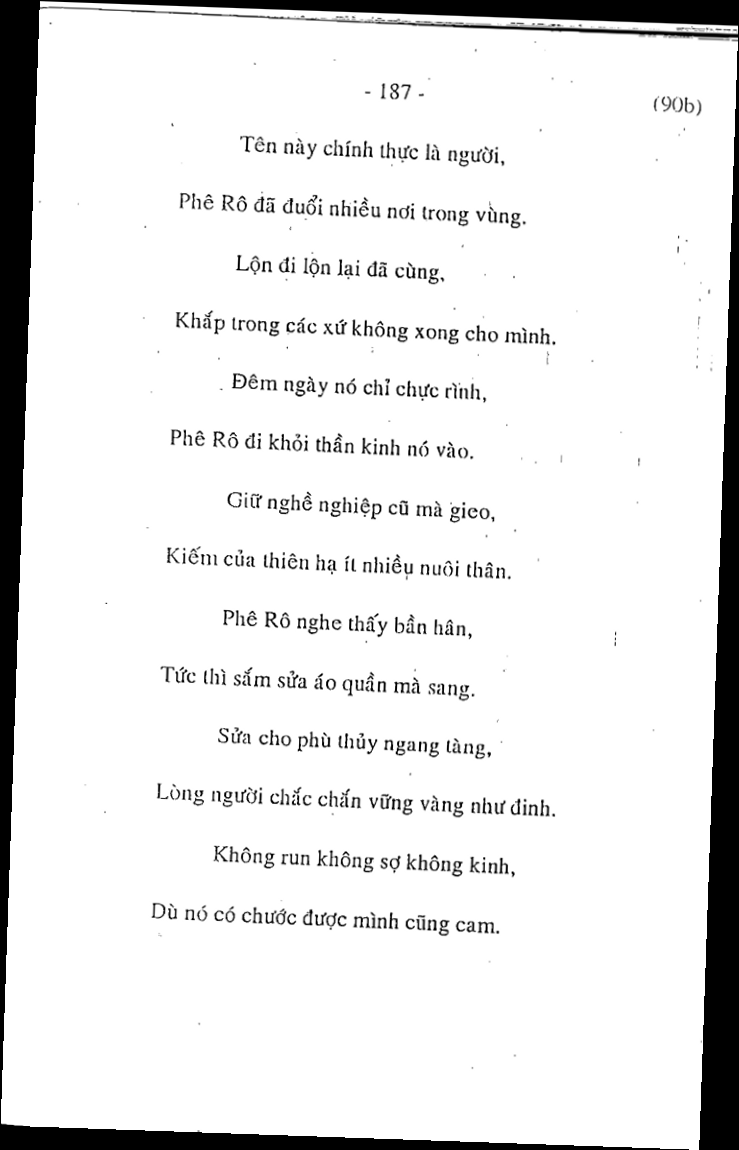 - 187 -
(90b)
Tên này chính thực là người,
Phê Rô đã đuổi nhiều nơi trong vùng.
Lộn đi lộn lại đã cùng,
Khắp trong các xứ không xong cho mình.
Đêm ngày nó chỉ chực rình,
Phê Rô đi khỏi thần kinh nó vào.
Giữ nghề nghiệp cũ mà gieo,
Kiếm của thiên hạ ít nhiều nuôi thân.
Phê Rô nghe thấy bần hân,
Tức thì sắm sửa áo quần mà sang.
Sửa cho phù thủy ngang tàng,
Lòng người chắc chắn vững vàng như đinh.
Không run không sợ không kinh,
Dù nó có chước được mình cũng cam.